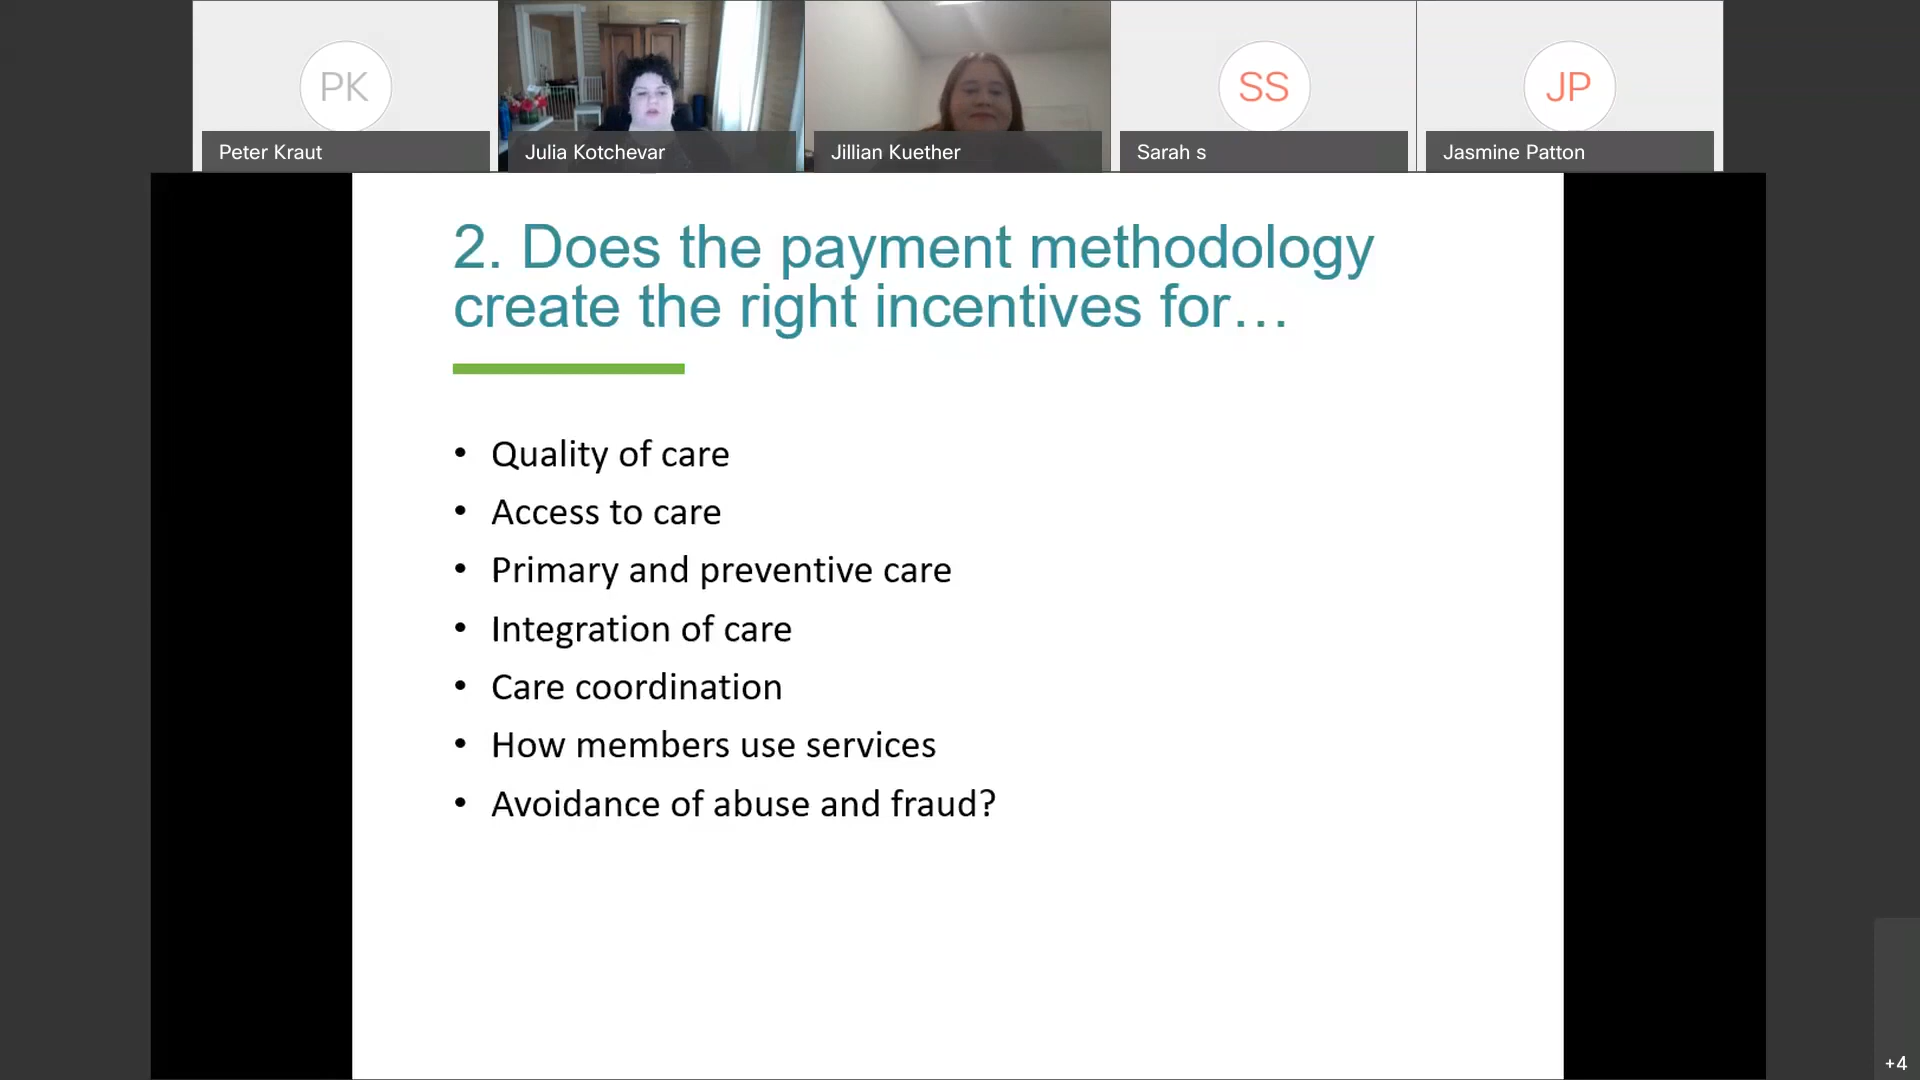 PK
SS
JP
Peter Kraut
Julia Kotchevar
Jillian Kuether
Sarah s
Jasmine Patton
2. Does the payment methodology
create the right incentives for…
• Quality of care
• Access to care
• Primary and preventive care
• Integration of care
• Care coordination
• How members use services
• Avoidance of abuse and fraud?
+4